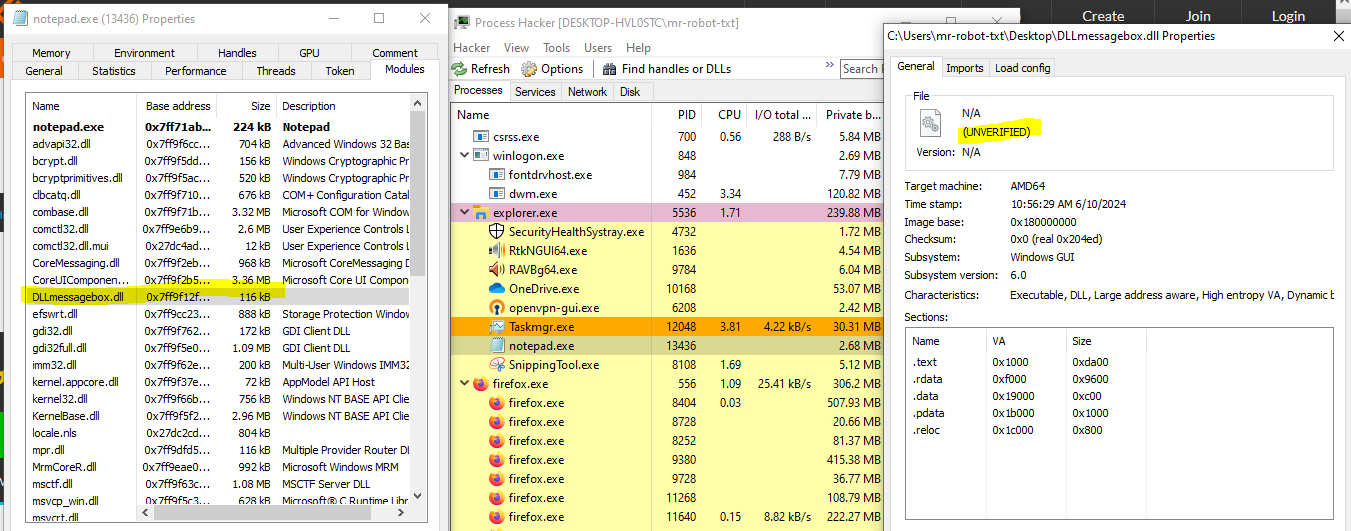 notepad.exe (13436) Properties
Memory Environment Handles GPU Comment
General Statistics Performance Threads Token Modules
Name Base address Size Description
notepad.exe 0x7ff71ab... 224 kB Notepad
advapi32.dll 0x7ff9f6cc... 704 kB Advanced Windows 32 Bas
bcrypt.dll 0x7ff9f5dd... 156 kB Windows Cryptographic Pr
bcryptprimitives.dll 0x7ff9f5ac... 520 kB Windows Cryptographic Pr
clbcatq.dll 0x7ff9f710... 676 kB COM+ Configuration Catal
combase.dll 0x7ff9f71b... 3.32 MB Microsoft COM for Window
comctl32.dll 0x7ff9e6b9... 2.6 MB User Experience Controls L
comctl32.dll.mui 0x27dc4ad... 12 kB User Experience Controls L
CoreMessaging.dll 0x7ff9f2eb... 968 kB Microsoft CoreMessaging D
CoreUIComponen... 0x7ff9f2b5... 3.36 MB Microsoft Core UI Compone
DLLmessagebox.dll 0x7ff9f12f... 116 kB
efswrt.dll 0x7ff9cc23... 888 kB Storage Protection Window
gdi32.dll 0x7ff9f762... 172 kB GDI Client DLL
gdi32full.dll 0x7ff9f5e0... 1.09 MB GDI Client DLL
imm32.dll 0x7ff9f62e... 200 kB Multi-User Windows IMM32
kernel.appcore.dll 0x7ff9f37e... 72 kB AppModel API Host
kernel32.dll 0x7ff9f66b... 756 kB Windows NT BASE API Clie
KernelBase.dll 0x7ff9f5f2... 2.96 MB Windows NT BASE API Clie
locale.nls 0x27dc2cd... 804 kB
mpr.dll 0x7ff9dfd5... 116 kB Multiple Provider Router D
MrmCoreR.dll 0x7ff9eae0... 992 kB Microsoft Windows MRM
msctf.dll 0x7ff9f63c... 1.08 MB MSCTF Server DLL
msvcp_win.dll 0x7ff9f5c3... 628 kB Microsoft® C Runtime Libr
msvcrt.dll
Process Hacker [DESKTOP-HVL0STC\mr-robot-txt]
Hacker View Tools Users Help
Refresh Options Find handles or DLLs » Search
Processes Services Network Disk
Name PID CPU I/O total ... Private b...
csrss.exe 700 0.56 288 B/s 5.84 MB
winlogon.exe 848 2.69 MB
fontdrvhost.exe 984 7.79 MB
dwm.exe 452 3.34 120.82 MB
explorer.exe 5536 1.71 239.88 MB
SecurityHealthSystray.exe 4732 1.72 MB
RtkNGUI64.exe 1636 4.54 MB
RAVBg64.exe 9784 6.04 MB
OneDrive.exe 10168 53.07 MB
openvpn-gui.exe 6208 2.42 MB
Taskmgr.exe 12048 3.81 4.22 kB/s 30.31 MB
notepad.exe 13436 2.68 MB
SnippingTool.exe 8108 1.69 5.12 MB
firefox.exe 556 1.09 25.41 kB/s 306.2 MB
firefox.exe 8404 0.03 507.93 MB
firefox.exe 8728 20.66 MB
firefox.exe 8252 81.37 MB
firefox.exe 9380 415.38 MB
firefox.exe 9728 36.77 MB
firefox.exe 11268 108.79 MB
firefox.exe 11640 0.15 8.82 kB/s 222.27 MB
Create Join Login
C:\Users\mr-robot-txt\Desktop\DLLmessagebox.dll Properties
General Imports Load config
File
N/A
(UNVERIFIED)
Version: N/A
Target machine: AMD64
Time stamp: 10:56:29 AM 6/10/2024
Image base: 0x180000000
Checksum: 0x0 (real 0x204ed)
Subsystem: Windows GUI
Subsystem version: 6.0
Characteristics: Executable, DLL, Large address aware, High entropy VA, Dynamic b
Sections:
Name VA Size
.text 0x1000 0xda00
.rdata 0xf000 0x9600
.data 0x19000 0xc00
.pdata 0x1b000 0x1000
.reloc 0x1c000 0x800